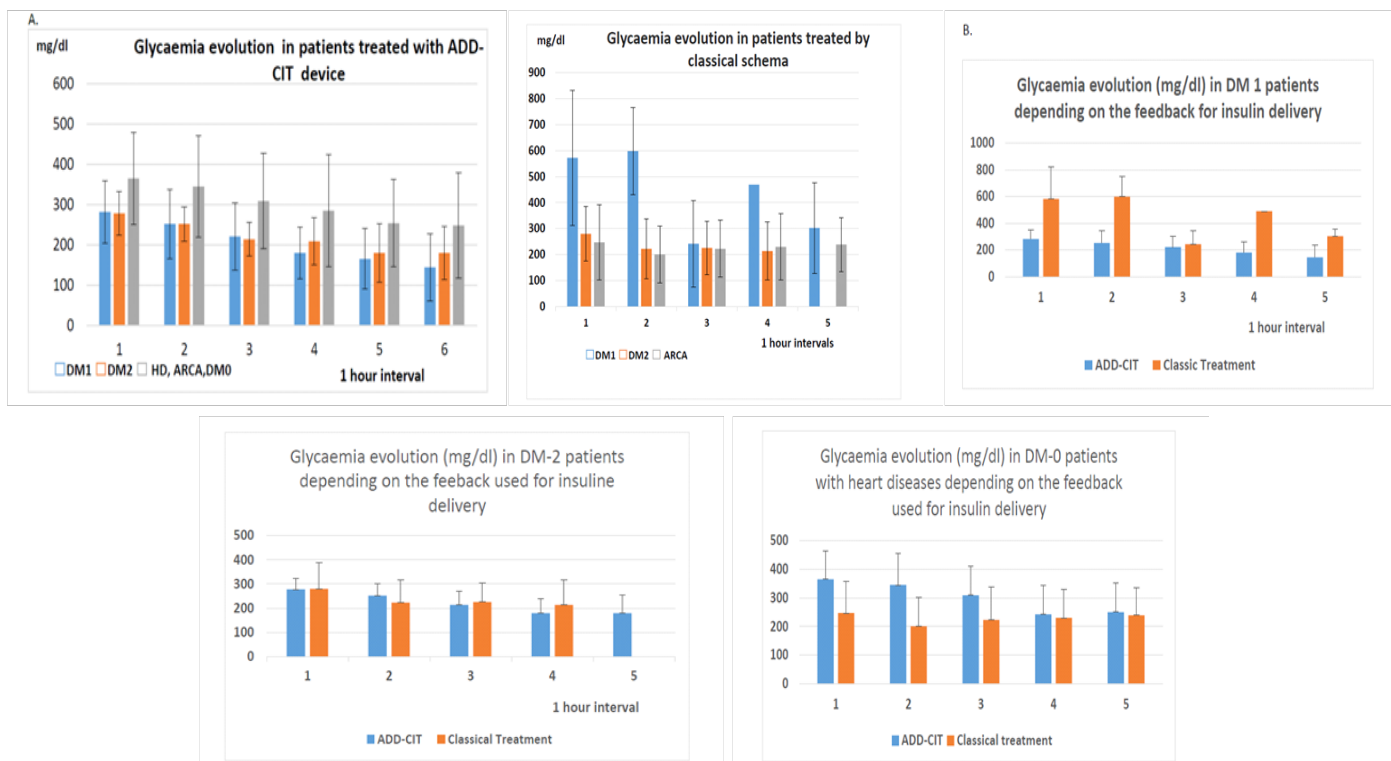 A.
mg/dl
Glycaemia evolution in patients treated with ADD-
CIT device
600
500
400
300
200
100
0
1 2 3 4 5 6
DM1 DM2 HD, ARCA,DM0
1 hour interval
mg/dl
Glycaemia evolution in patients treated by
classical schema
900
800
700
600
500
400
300
200
100
0
1 2 3 4 5
1 hour intervals
DM1 DM2 ARCA
B.
Glycaemia evolution (mg/dl) in DM 1 patients
depending on the feedback for insulin delivery
1000
800
600
400
200
0
1 2 3 4 5
1 hour interval
ADD-CIT Classic Treatment
Glycaemia evolution (mg/dl) in DM-2 patients
depending on the feeback used for insuline
delivery
500
400
300
200
100
0
1 2 3 4 5
1 hour interval
ADD-CIT Classical Treatment
Glycaemia evolution (mg/dl) in DM-0 patients
with heart diseases depending on the feedback
used for insulin delivery
500
400
300
200
100
0
1 2 3 4 5
ADD-CIT Classical treatment